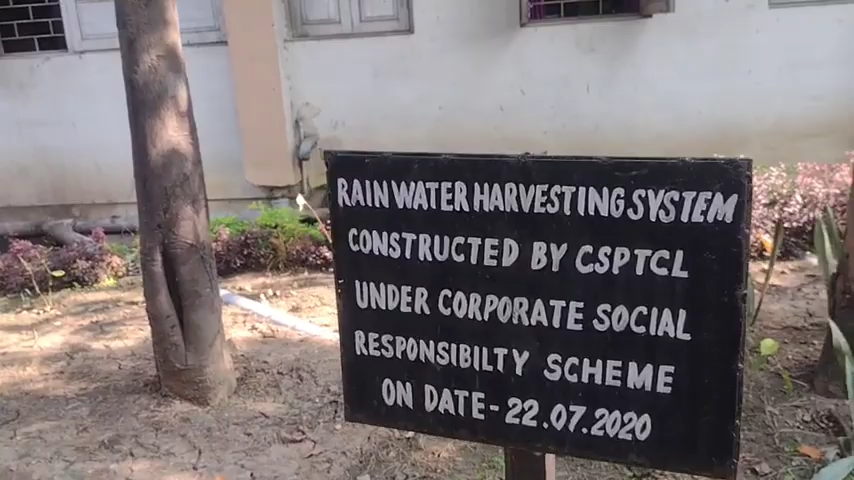 RAIN WATER HARVESTING SYSTEM
CONSTRUCTED BY CSPTCL
UNDER CORPORATE SOCIAL
RESPONSIBILTY SCHEME
ON DATE-22.07.2020